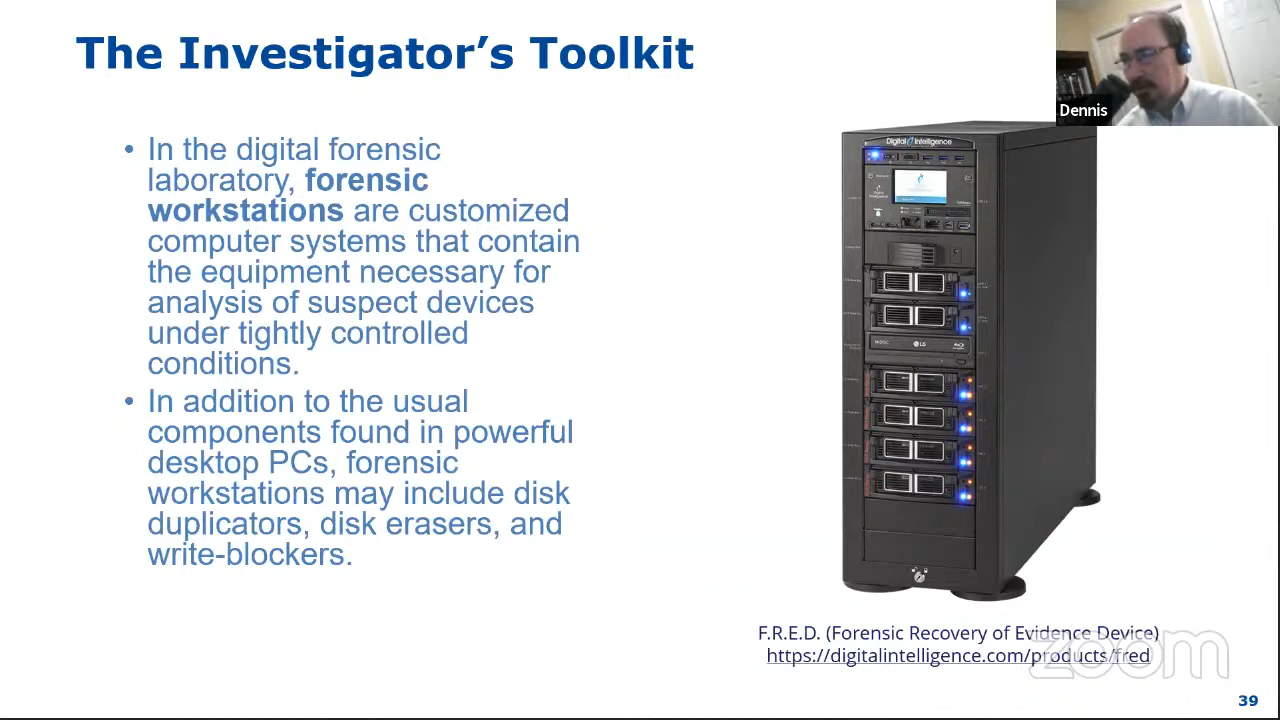 The Investigator’s Toolkit
Dennis
• In the digital forensic
laboratory, forensic
workstations are customized
computer systems that contain
the equipment necessary for
analysis of suspect devices
under tightly controlled
conditions.
• In addition to the usual
components found in powerful
desktop PCs, forensic
workstations may include disk
duplicators, disk erasers, and
write-blockers.
Digital Intelligence
LG
F.R.E.D. (Forensic Recovery of Evidence Device)
https://digitalintelligence.com/products/fred
zoom
39